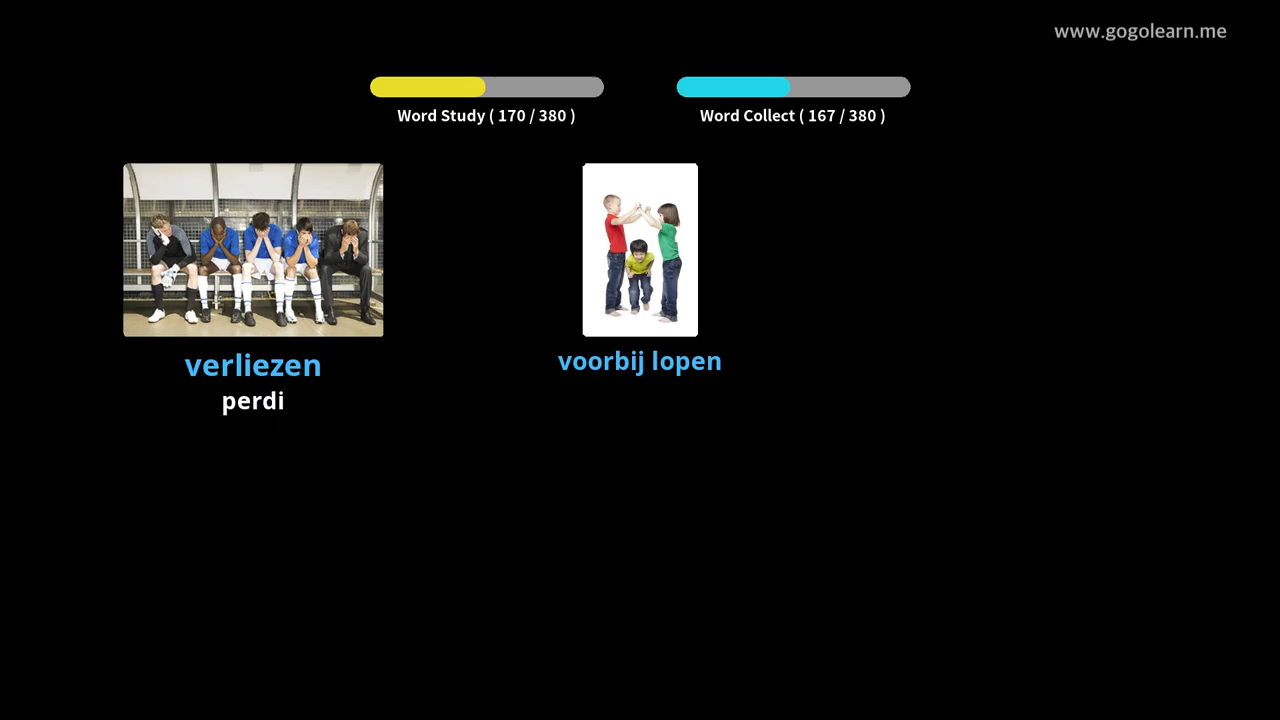 www.gogolearn.me
Word Study ( 170 / 380 )
Word Collect ( 167 / 380 )
verliezen
perdi
voorbij lopen